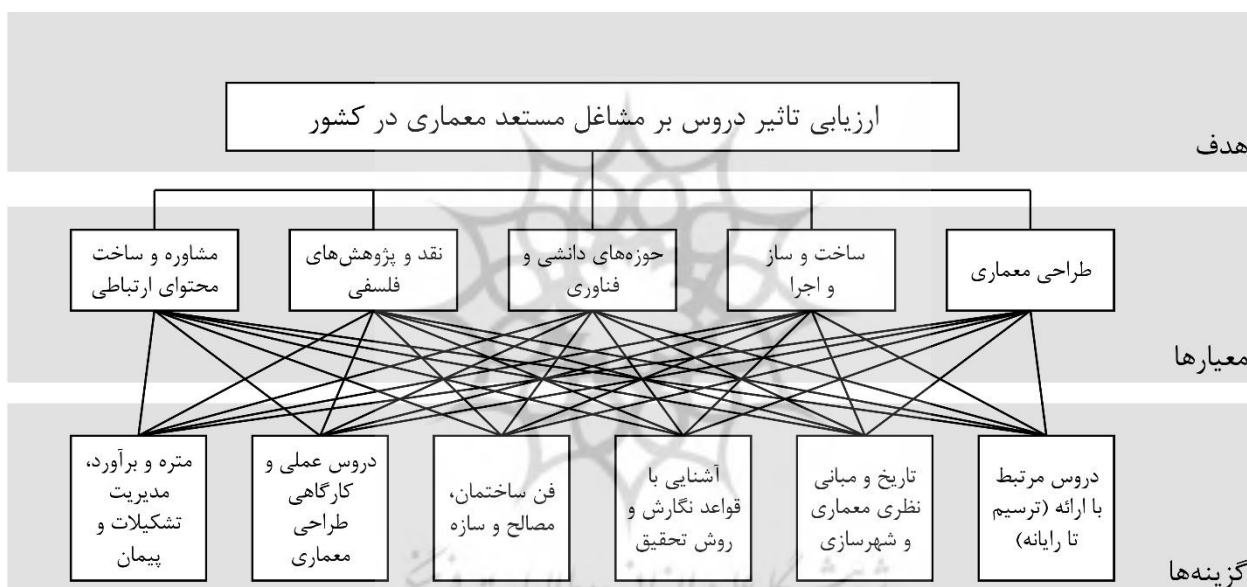 ارزیابی تاثیر دروس بر مشاغل مستعد معماری در کشور
هدف
طراحی معماری
ساخت و ساز
و اجرا
حوزه‌های دانشی و
فناوری
نقد و پژوهش‌های
فلسفی
مشاوره و ساخت
محتوای ارتباطی
معیارها
دروس مرتبط
با ارائه (ترسیم
تا رایانه)
تاریخ و مبانی
نظری معماری
و شهرسازی
آشنایی با
قواعد نگارش و
روش تحقیق
فن ساختمان،
مصالح و سازه
دروس عملی و
کارگاهی
طراحی
معماری
متره و برآورد،
مدیریت
تشکیلات و
پیمان
گزینه‌ها